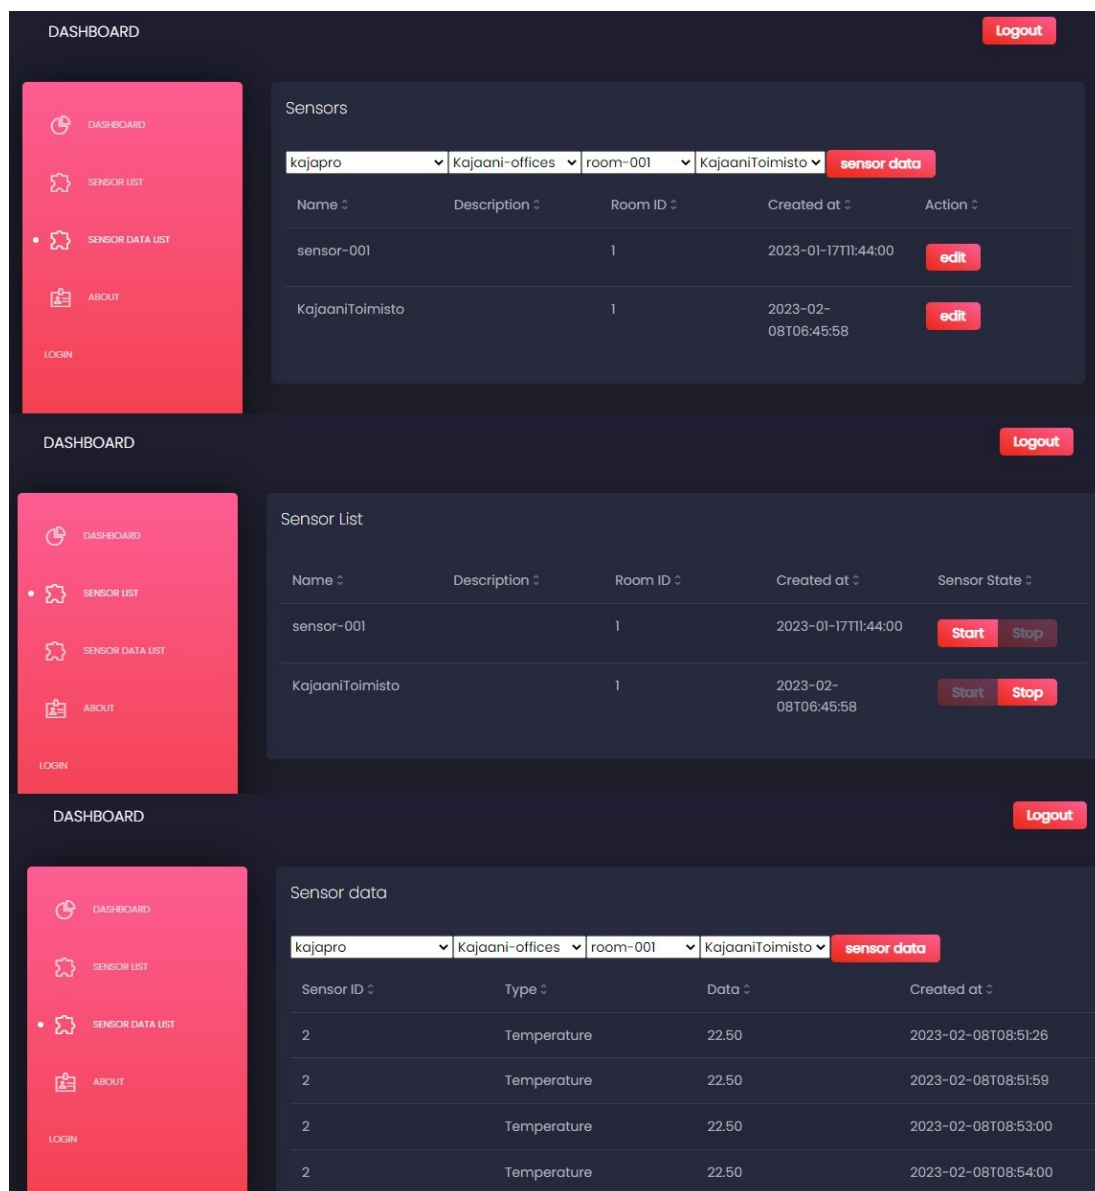 DASHBOARD Logout
DASHBOARD
SENSOR LIST
SENSOR DATA LIST
ABOUT
LOGIN
Sensors
kajapro Kajaani-offices room-001 KajaaniToimisto sensor data
Name Description Room ID Created at Action
sensor-001 1 2023-01-17T11:44:00 edit
KajaaniToimisto 1 2023-02-
08T06:45:58 edit
DASHBOARD Logout
DASHBOARD
SENSOR LIST
SENSOR DATA LIST
ABOUT
LOGIN
Sensor List
Name Description Room ID Created at Sensor State
sensor-001 1 2023-01-17T11:44:00 Start Stop
KajaaniToimisto 1 2023-02-
08T06:45:58 Start Stop
DASHBOARD Logout
DASHBOARD
SENSOR LIST
SENSOR DATA LIST
ABOUT
LOGIN
Sensor data
kajapro Kajaani-offices room-001 KajaaniToimisto sensor data
Sensor ID Type Data Created at
2 Temperature 22.50 2023-02-08T08:51:26
2 Temperature 22.50 2023-02-08T08:51:59
2 Temperature 22.50 2023-02-08T08:53:00
2 Temperature 22.50 2023-02-08T08:54:00